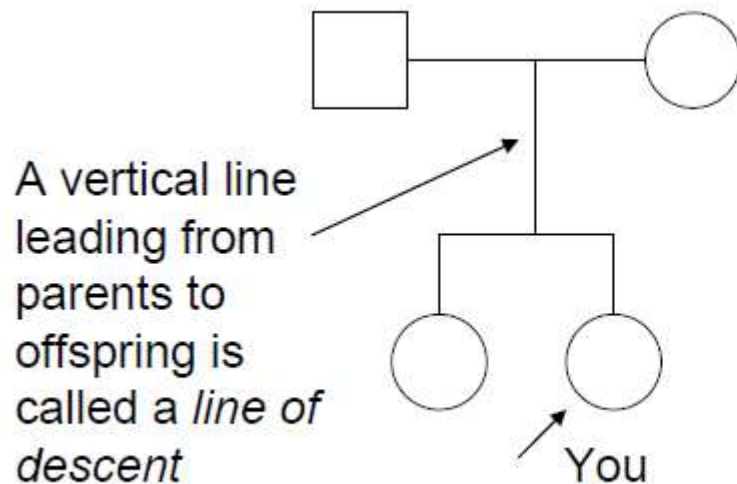 A vertical line
leading from
parents to
offspring is
called a line of
descent
You